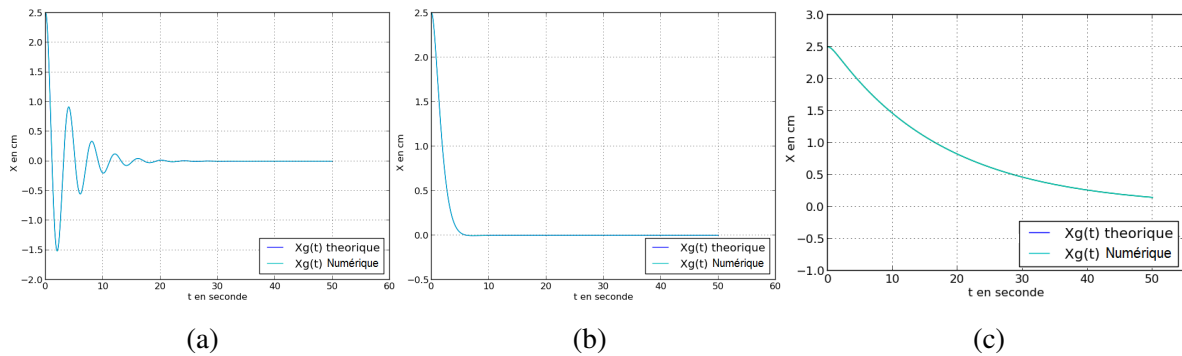 2.5
2.0
1.5
1.0
0.5
0.0
−0.5
−1.0
−1.5
−2.0
X en cm
0 10 20 30 40 50 60
t en seconde
Xg(t) theorique
Xg(t) Numérique
(a)
2.5
2.0
1.5
1.0
0.5
0.0
−0.5
X en cm
0 10 20 30 40 50 60
t en seconde
Xg(t) theorique
Xg(t) Numérique
(b)
3.0
2.5
2.0
1.5
1.0
0.5
0.0
−0.5
−1.0
X en cm
0 10 20 30 40 50
t en seconde
Xg(t) theorique
Xg(t) Numérique
(c)